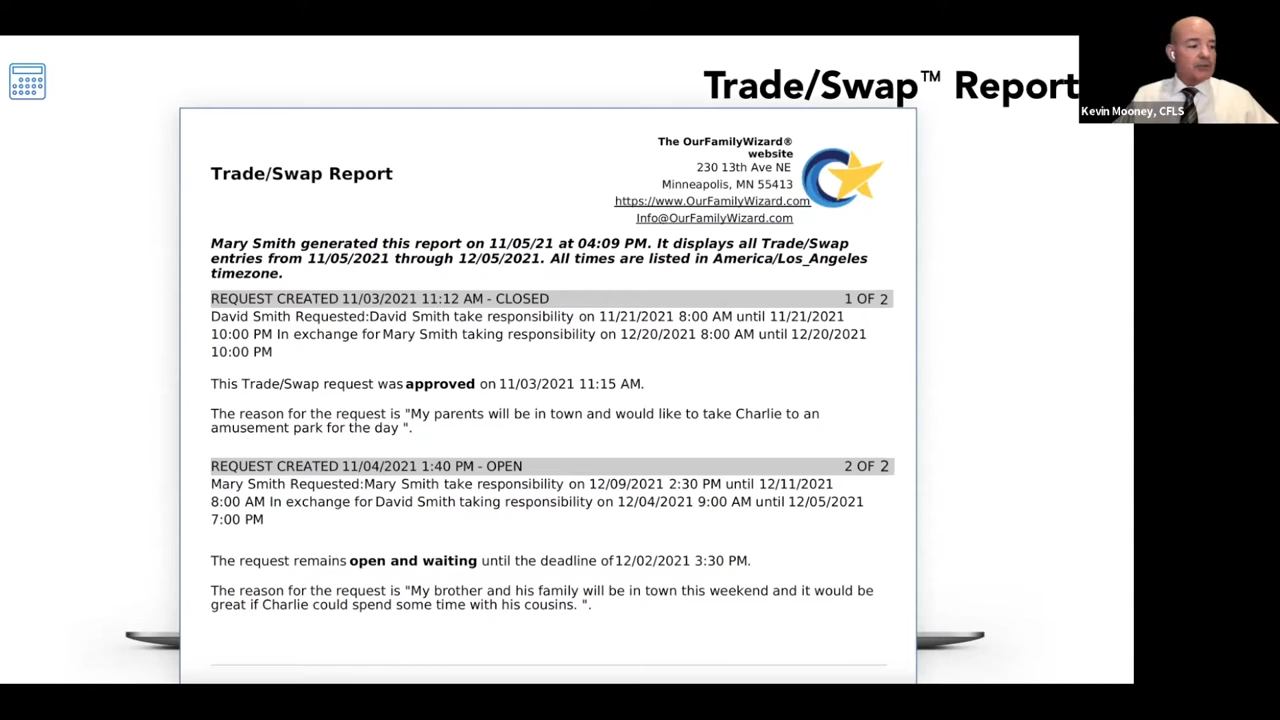 Trade/Swap™ Report
Kevin Mooney, CFLS
Trade/Swap Report
The OurFamilyWizard®
website
230 13th Ave NE
Minneapolis, MN 55413
https://www.OurFamilyWizard.com
Info@OurFamilyWizard.com
Mary Smith generated this report on 11/05/21 at 04:09 PM. It displays all Trade/Swap
entries from 11/05/2021 through 12/05/2021. All times are listed in America/Los_Angeles
timezone.
REQUEST CREATED 11/03/2021 11:12 AM - CLOSED 1 OF 2
David Smith Requested:David Smith take responsibility on 11/21/2021 8:00 AM until 11/21/2021
10:00 PM In exchange for Mary Smith taking responsibility on 12/20/2021 8:00 AM until 12/20/2021
10:00 PM
This Trade/Swap request was approved on 11/03/2021 11:15 AM.
The reason for the request is "My parents will be in town and would like to take Charlie to an
amusement park for the day ".
REQUEST CREATED 11/04/2021 1:40 PM - OPEN 2 OF 2
Mary Smith Requested:Mary Smith take responsibility on 12/09/2021 2:30 PM until 12/11/2021
8:00 AM In exchange for David Smith taking responsibility on 12/04/2021 9:00 AM until 12/05/2021
7:00 PM
The request remains open and waiting until the deadline of 12/02/2021 3:30 PM.
The reason for the request is "My brother and his family will be in town this weekend and it would be
great if Charlie could spend some time with his cousins. ".